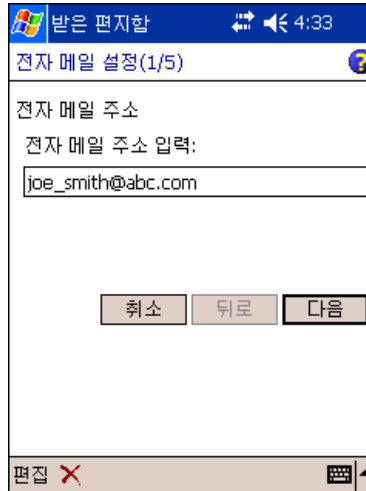 받은 편지함 4:33
전자 메일 설정(1/5)
전자 메일 주소
전자 메일 주소 입력:
joe_smith@abc.com
취소 뒤로 다음
편집